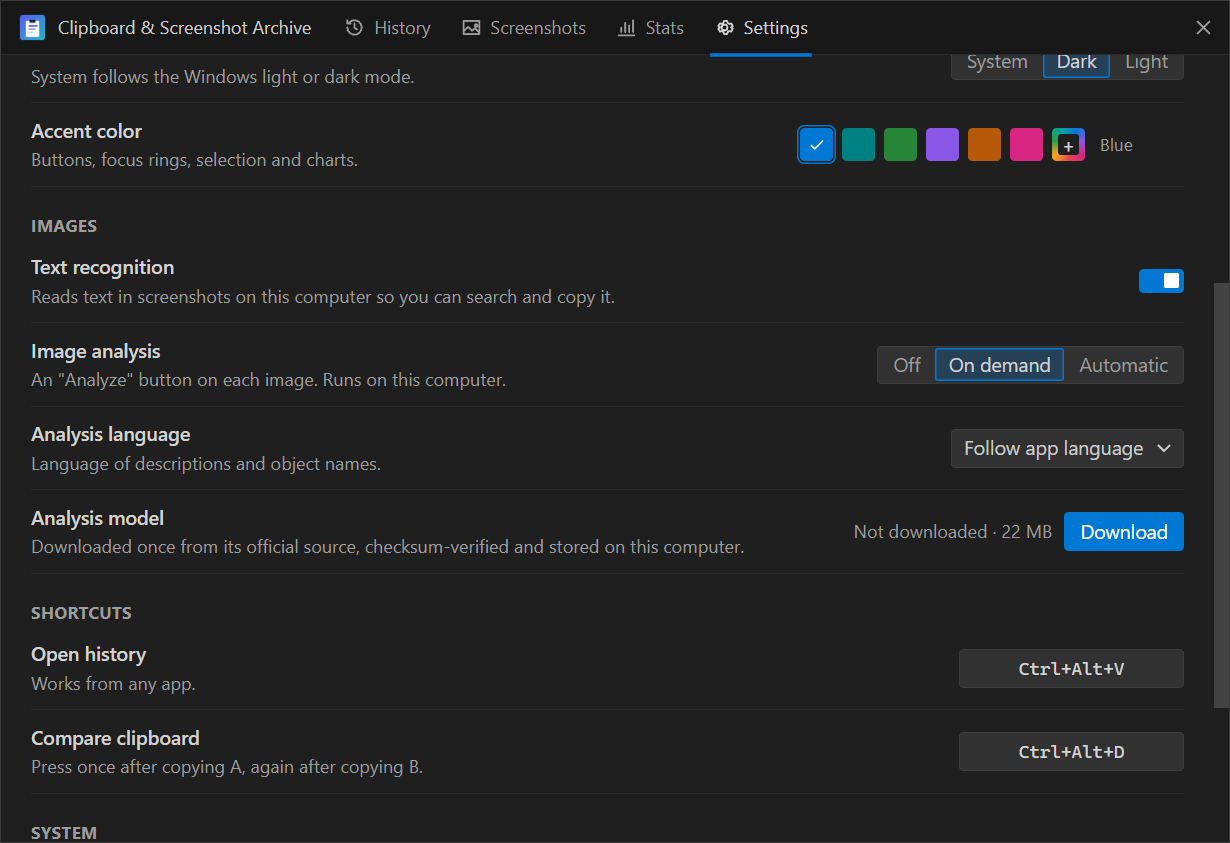 Clipboard & Screenshot Archive History Screenshots Stats Settings
System follows the Windows light or dark mode. System Dark Light
Accent color
Buttons, focus rings, selection and charts. Blue
IMAGES
Text recognition
Reads text in screenshots on this computer so you can search and copy it.
Image analysis
An "Analyze" button on each image. Runs on this computer. Off On demand Automatic
Analysis language
Language of descriptions and object names. Follow app language
Analysis model
Downloaded once from its official source, checksum-verified and stored on this computer. Not downloaded · 22 MB Download
SHORTCUTS
Open history
Works from any app. Ctrl+Alt+V
Compare clipboard
Press once after copying A, again after copying B. Ctrl+Alt+D
SYSTEM